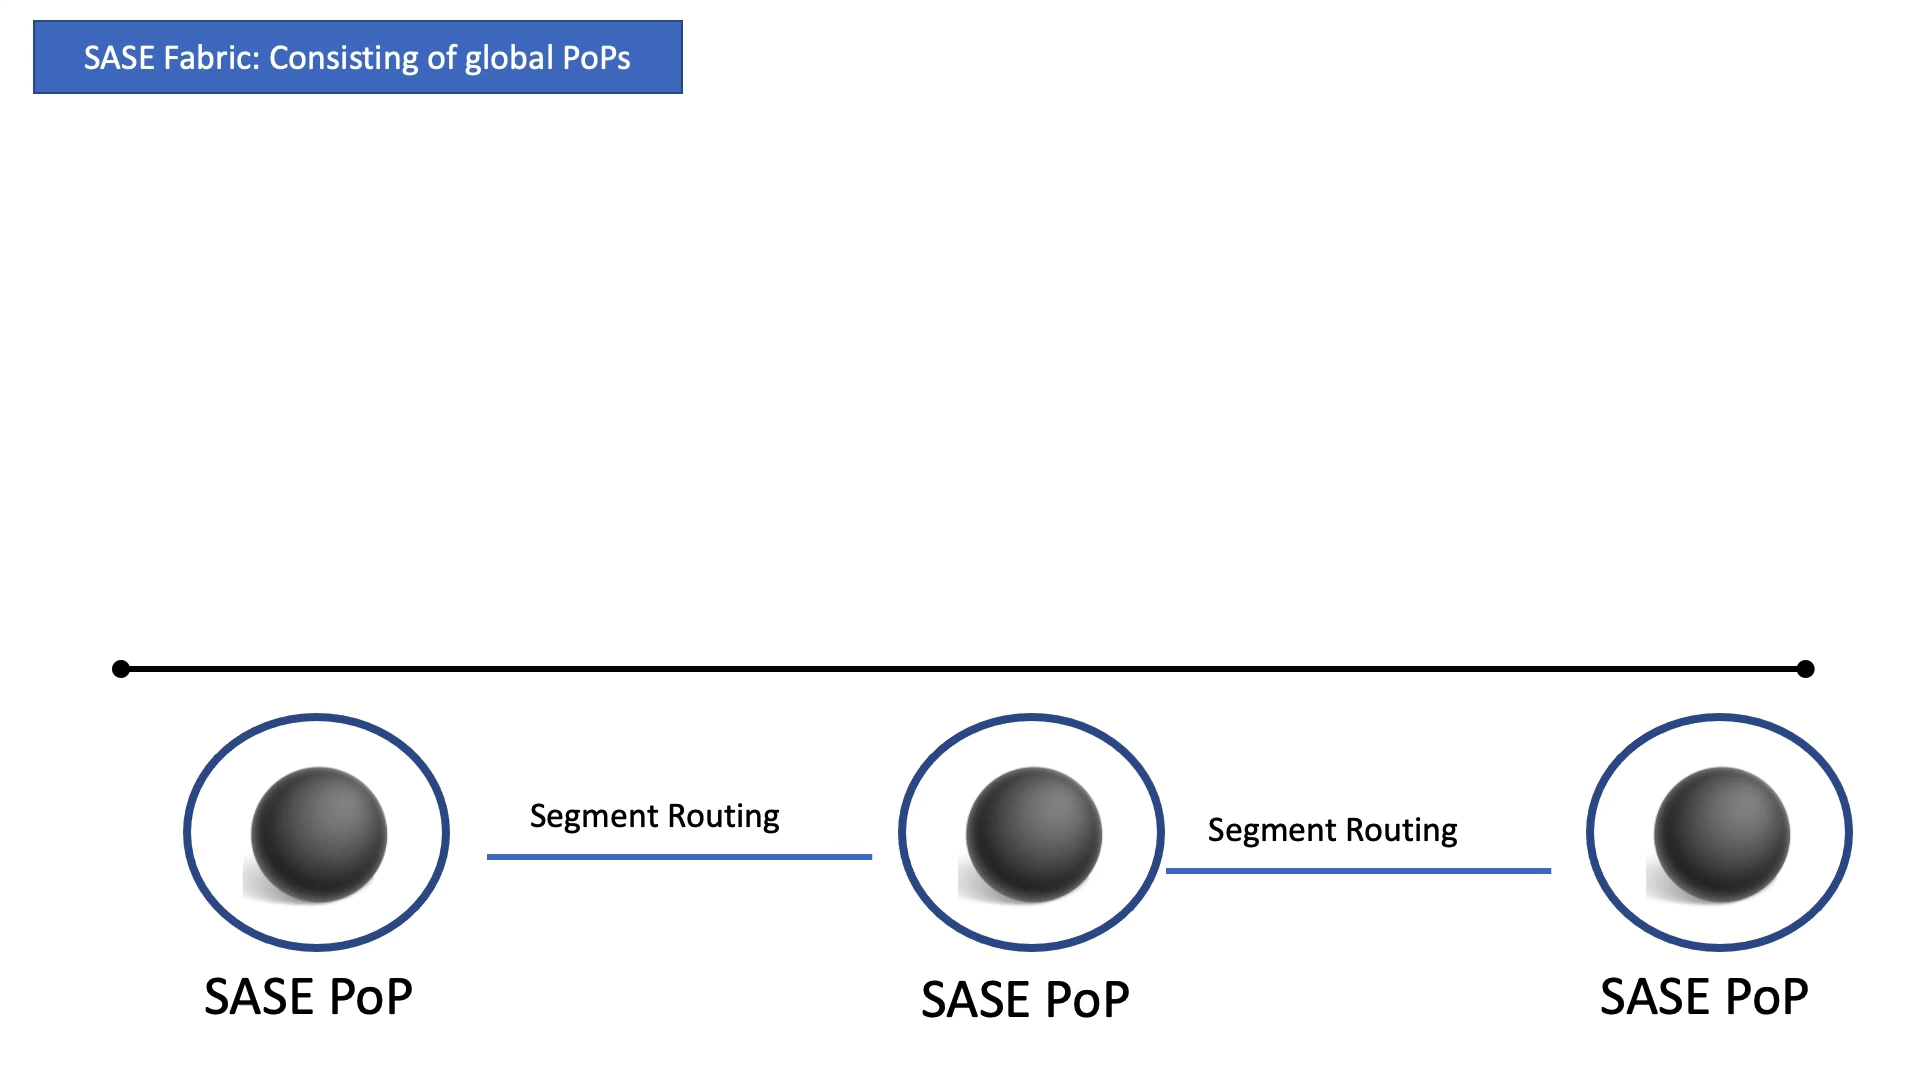 SASE Fabric: Consisting of global PoPs
Segment Routing
Segment Routing
SASE PoP
SASE PoP
SASE PoP